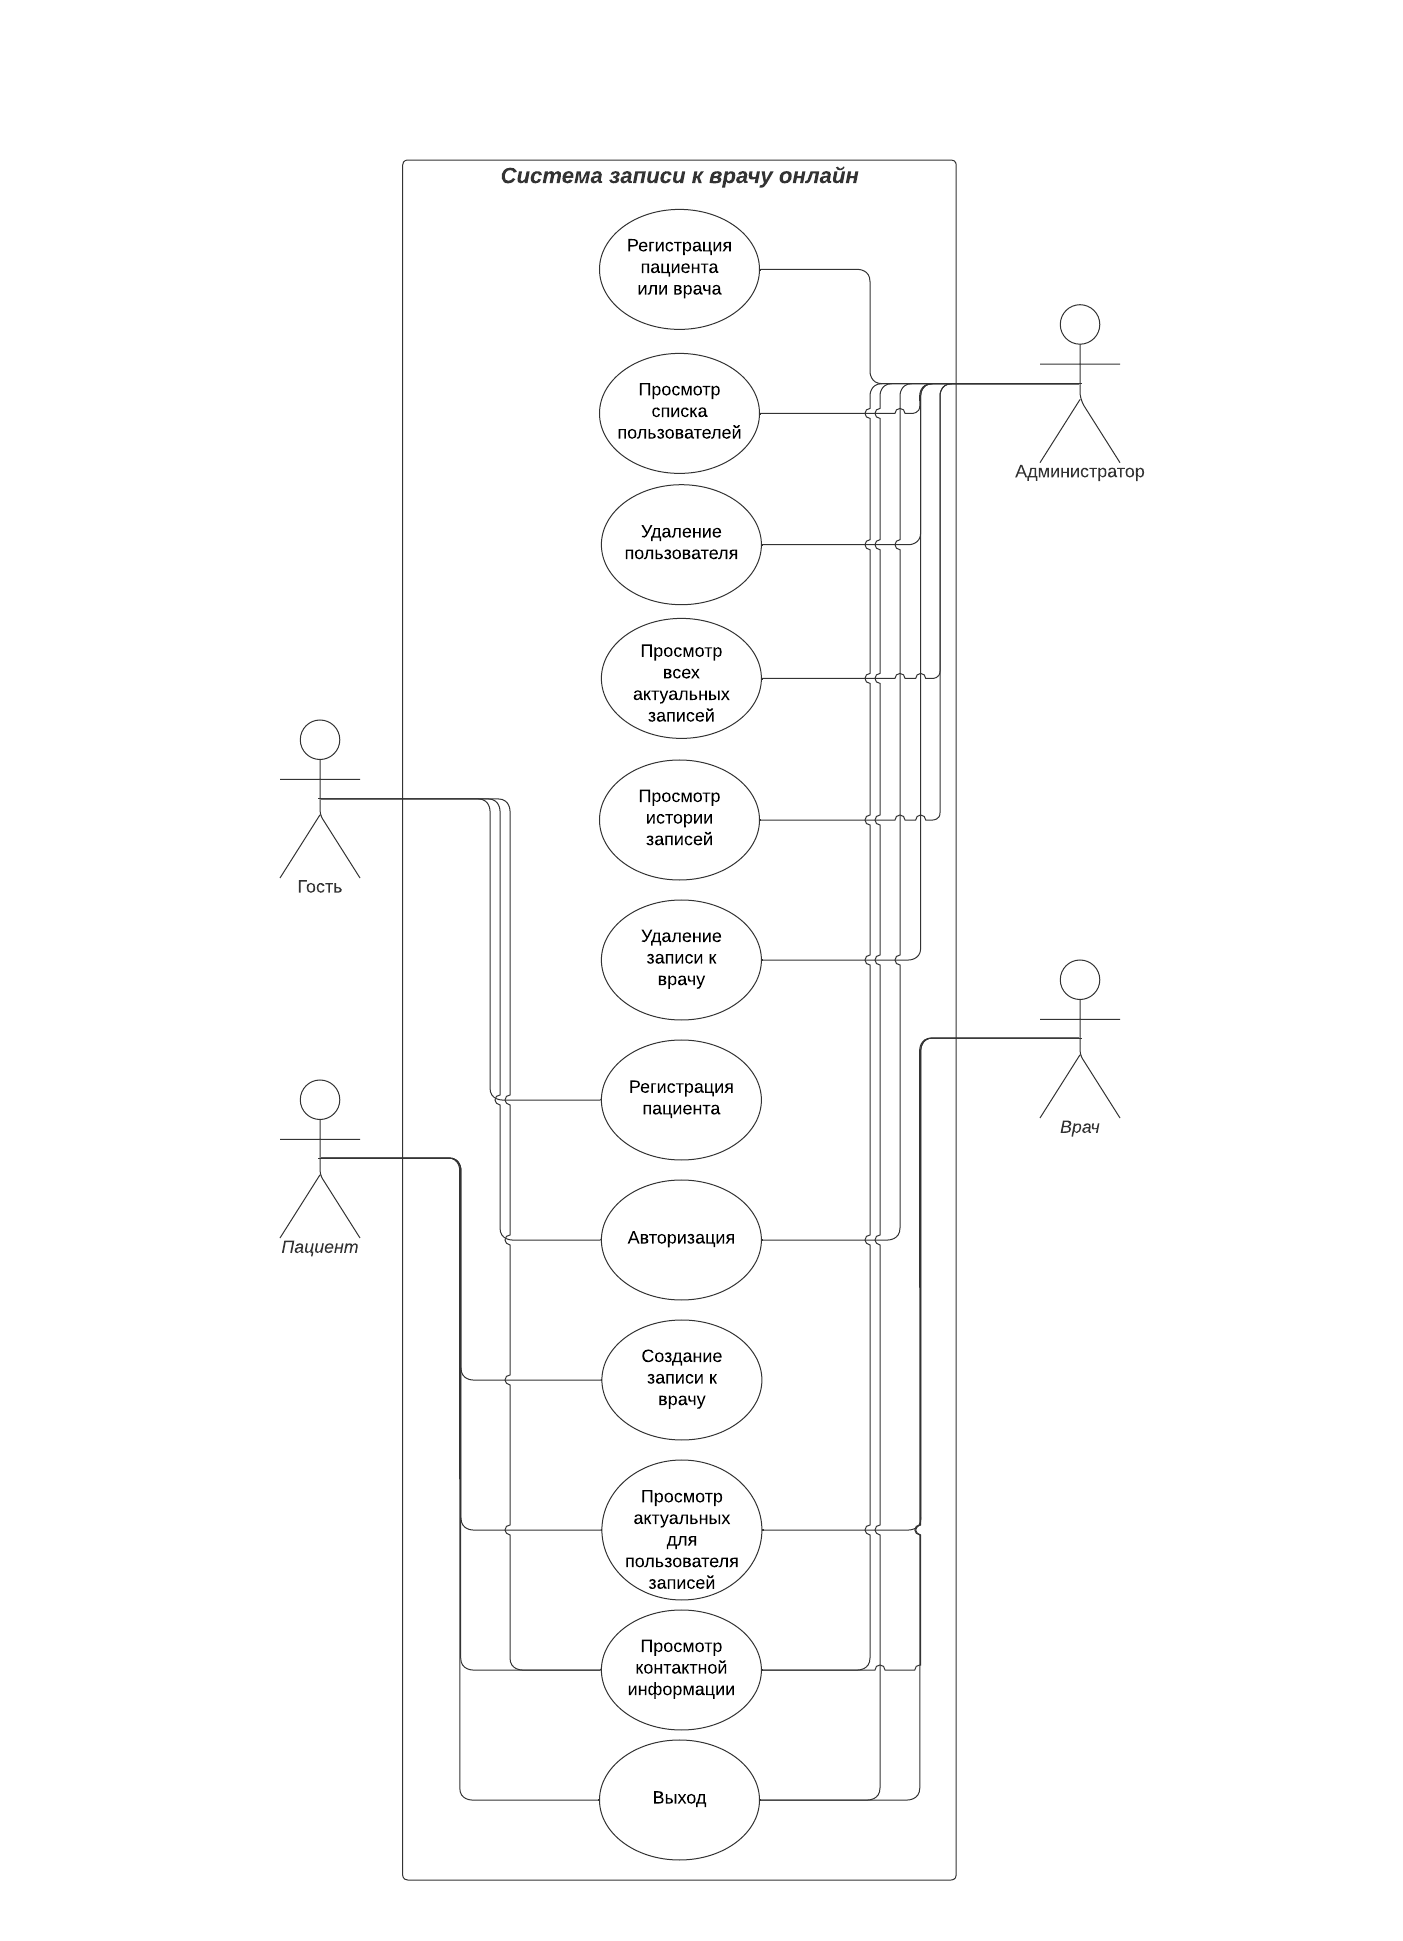 Система записи к врачу онлайн
Регистрация
пациента
или врача
Просмотр
списка
пользователей
Администратор
Удаление
пользователя
Просмотр
всех
актуальных
записей
Просмотр
истории
записей
Гость
Удаление
записи к
врачу
Регистрация
пациента
Врач
Авторизация
Пациент
Создание
записи к
врачу
Просмотр
актуальных
для
пользователя
записей
Просмотр
контактной
информации
Выход